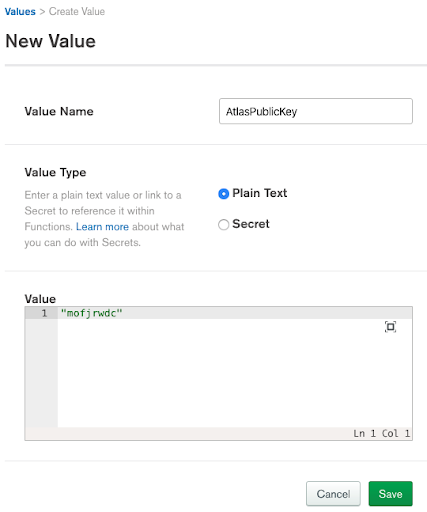 Values > Create Value
New Value
Value Name
AtlasPublicKey
Value Type
Enter a plain text value or link to a
Secret to reference it within
Functions. Learn more about what
you can do with Secrets.
Plain Text
Secret
Value
1 "mofjrwdc"
Ln 1 Col 1
Cancel
Save